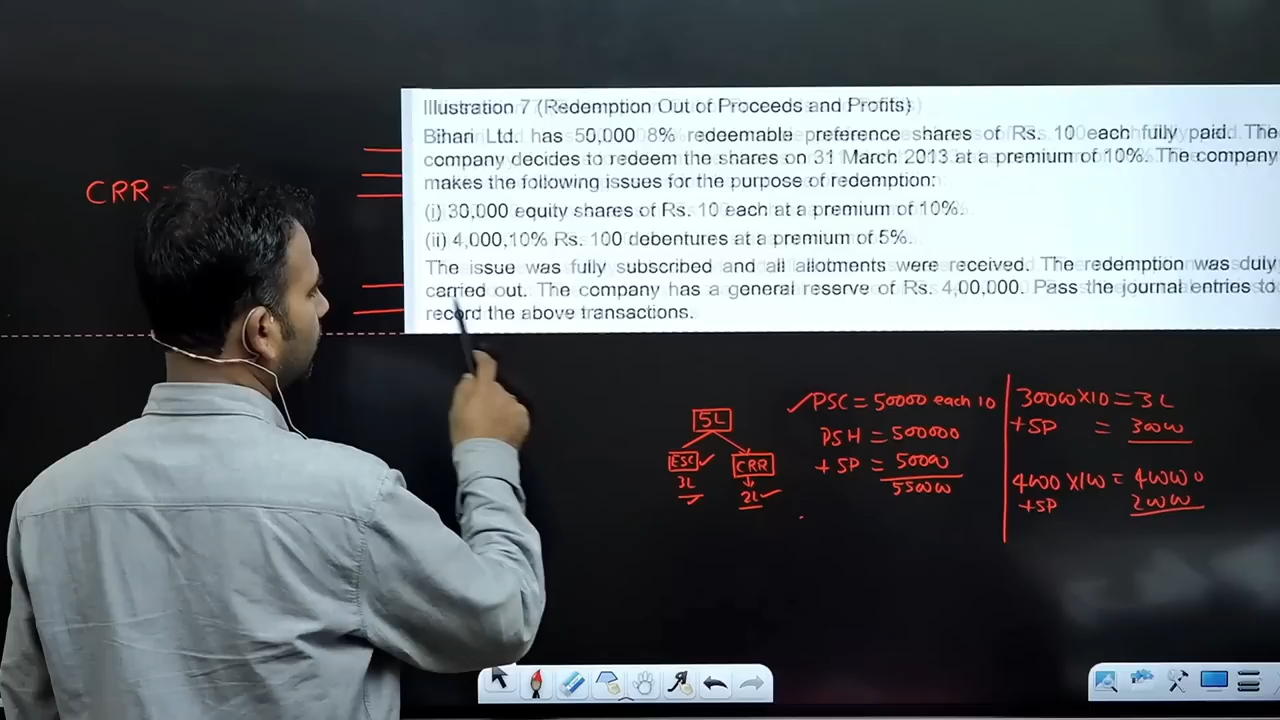 Illustration 7 (Redemption Out of Proceeds and Profits)
Bihari Ltd. has 50,000 8% redeemable preference shares of Rs. 10 each fully paid. The
company decides to redeem the shares on 31 March 2013 at a premium of 10%. The company
makes the following issues for the purpose of redemption:
(i) 30,000 equity shares of Rs. 10 each at a premium of 10%.
(ii) 4,000,10% Rs. 100 debentures at a premium of 5%.
The issue was fully subscribed and all allotments were received. The redemption was duly
carried out. The company has a general reserve of Rs. 4,00,000. Pass the journal entries to
record the above transactions.
CRR -
5L
ESC CRR
3L 2L
PSC = 50000 each 10
PSH = 500000
+ SP = 50000
550000
30000 x 10 = 3L
+SP = 30000
4000 x 100 = 400000
+SP 20000